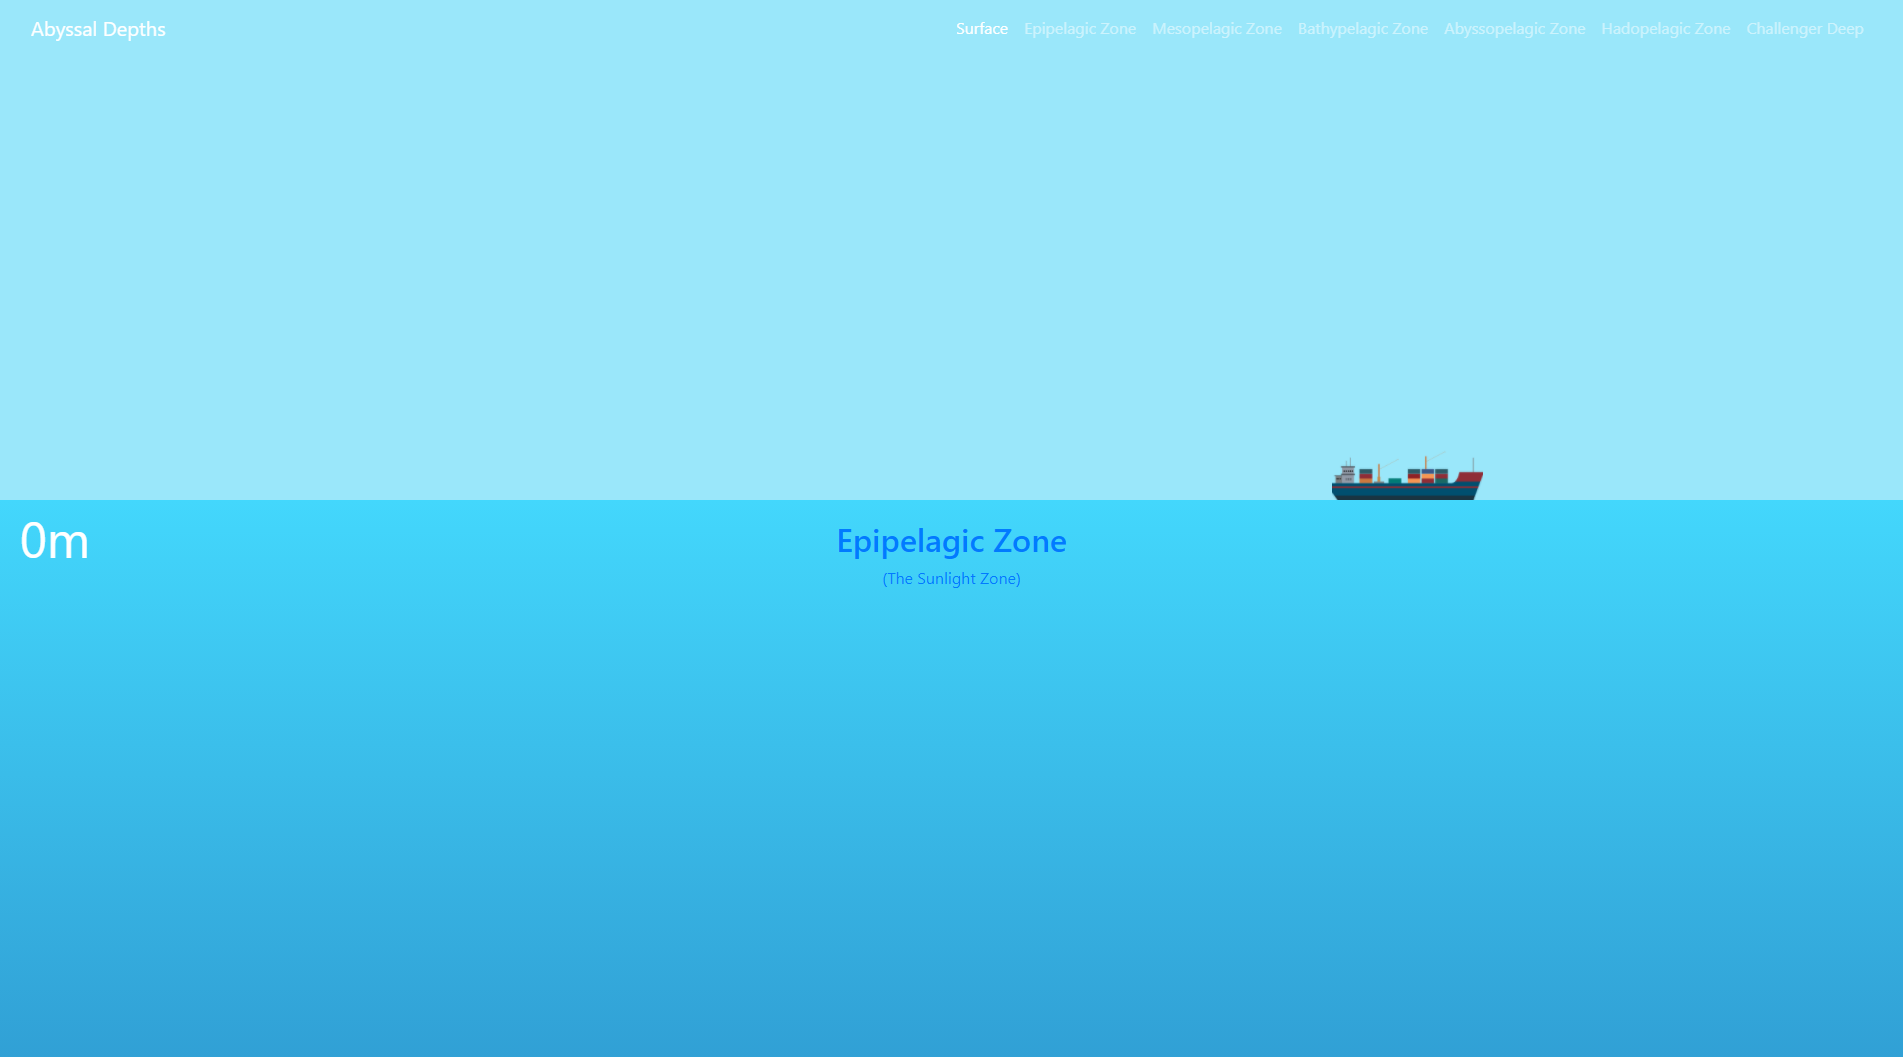 Abyssal Depths
Surface Epipelagic Zone Mesopelagic Zone Bathypelagic Zone Abyssopelagic Zone Hadopelagic Zone Challenger Deep
0m
Epipelagic Zone
(The Sunlight Zone)